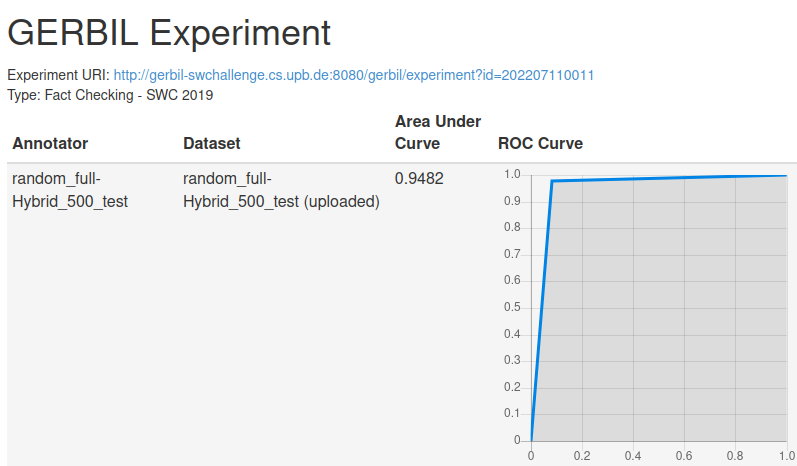 GERBIL Experiment
Experiment URI: http://gerbil-swchallenge.cs.upb.de:8080/gerbil/experiment?id=202207110011
Type: Fact Checking - SWC 2019
Annotator Dataset Area Under Curve ROC Curve
random_full-Hybrid_500_test random_full-Hybrid_500_test (uploaded) 0.9482
1.0
0.9
0.8
0.7
0.6
0.5
0.4
0.3
0.2
0.1
0
0 0.2 0.4 0.6 0.8 1.0